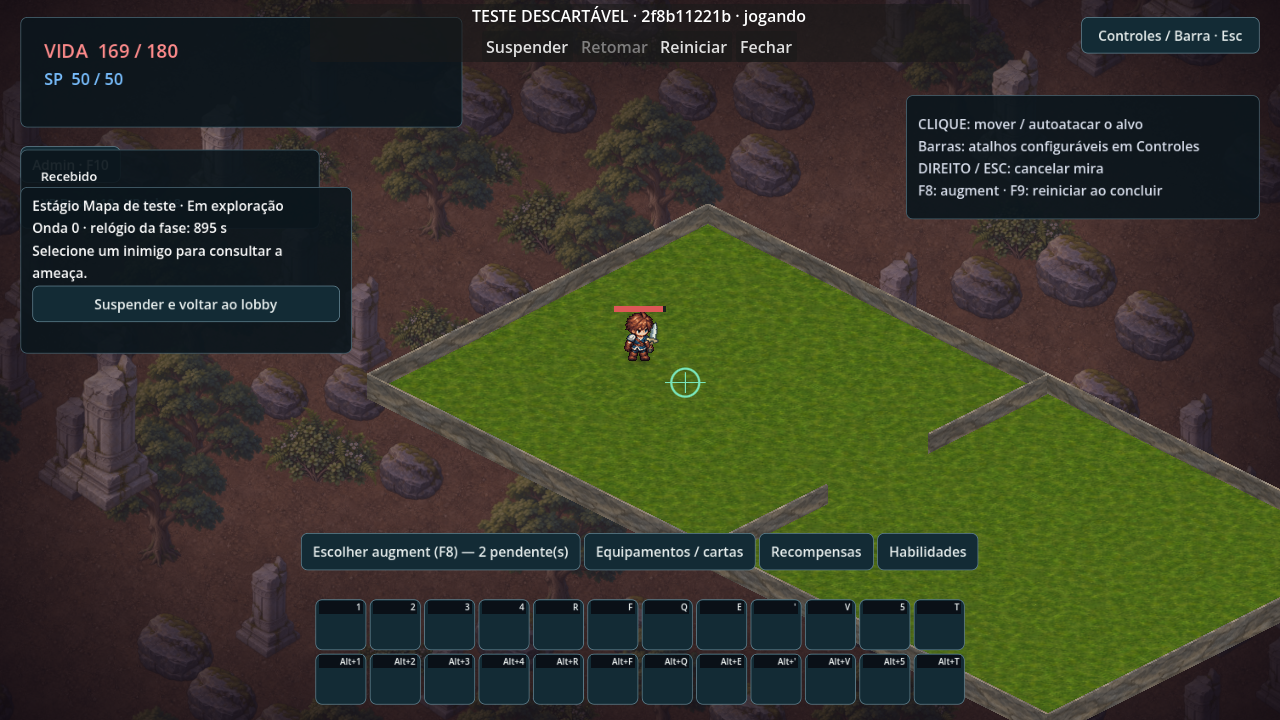 TESTE DESCARTÁVEL · 2f8b11221b · jogando
Suspender Retomar Reiniciar Fechar
VIDA 169 / 180
SP 50 / 50
Controles / Barra · Esc
CLIQUE: mover / autoatacar o alvo
Barras: atalhos configuráveis em Controles
DIREITO / ESC: cancelar mira
F8: augment · F9: reiniciar ao concluir
Admin · F10
Recebido
Estágio Mapa de teste · Em exploração
Onda 0 · relógio da fase: 895 s
Selecione um inimigo para consultar a
ameaça.
Suspender e voltar ao lobby
Escolher augment (F8) — 2 pendente(s)
Equipamentos / cartas
Recompensas
Habilidades
1 2 3 4 R F Q E ' V 5 T
Alt+1 Alt+2 Alt+3 Alt+4 Alt+R Alt+F Alt+Q Alt+E Alt+' Alt+V Alt+5 Alt+T